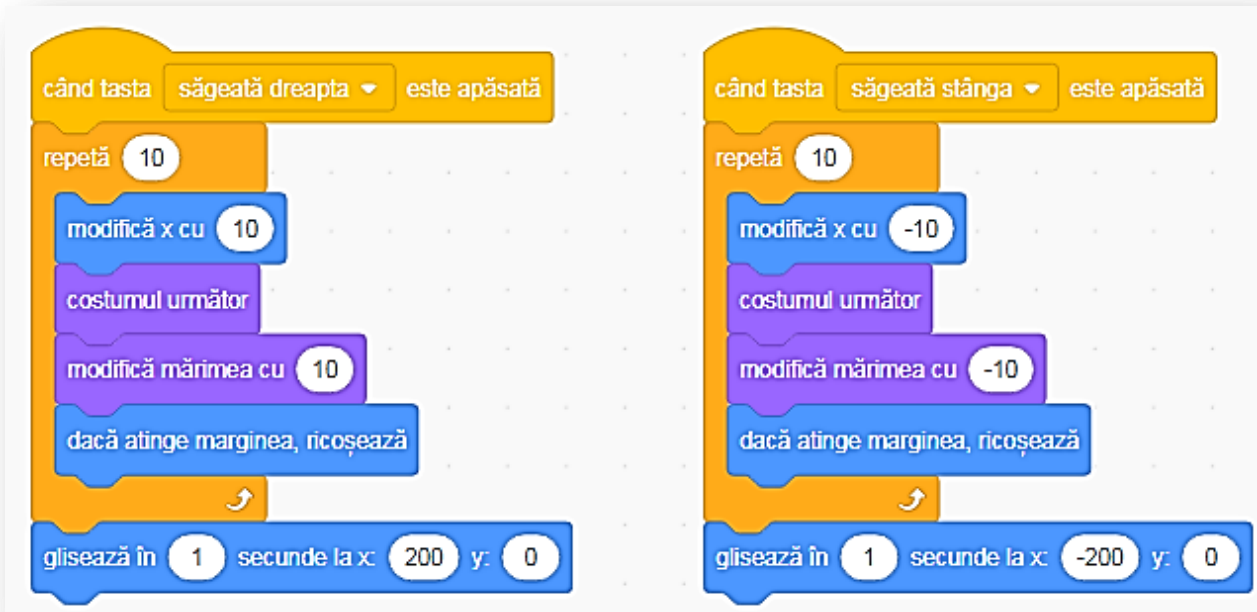 când tasta săgeată dreapta este apăsată
repetă 10
modifică x cu 10
costumul următor
modifică mărimea cu 10
dacă atinge marginea, ricoșează
glisează în 1 secunde la x: 200 y: 0
când tasta săgeată stânga este apăsată
repetă 10
modifică x cu -10
costumul următor
modifică mărimea cu -10
dacă atinge marginea, ricoșează
glisează în 1 secunde la x: -200 y: 0